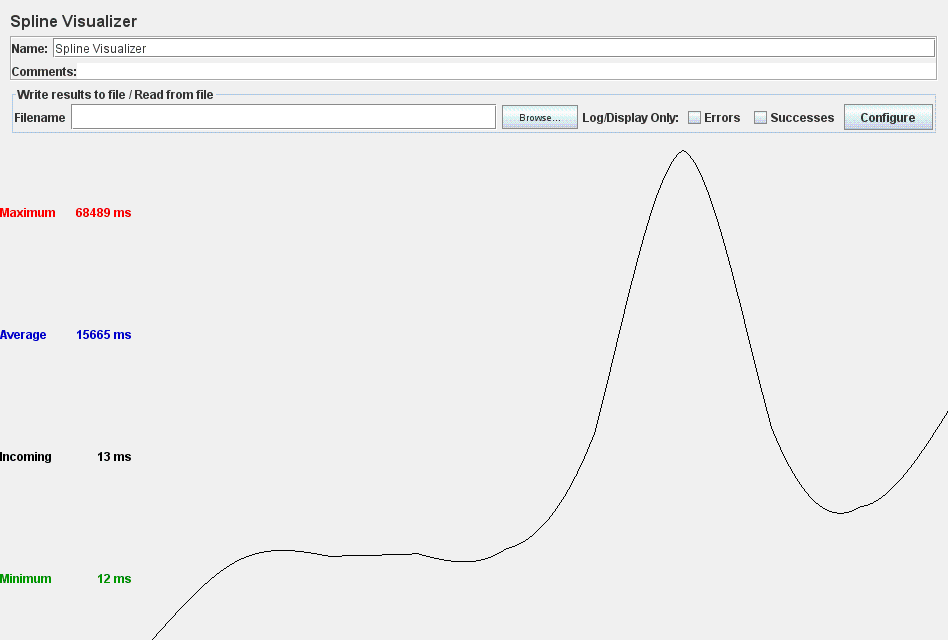 Spline Visualizer
Name: Spline Visualizer
Comments:
Write results to file / Read from file
Filename Browse... Log/Display Only: Errors Successes Configure
Maximum 68489 ms
Average 15665 ms
Incoming 13 ms
Minimum 12 ms